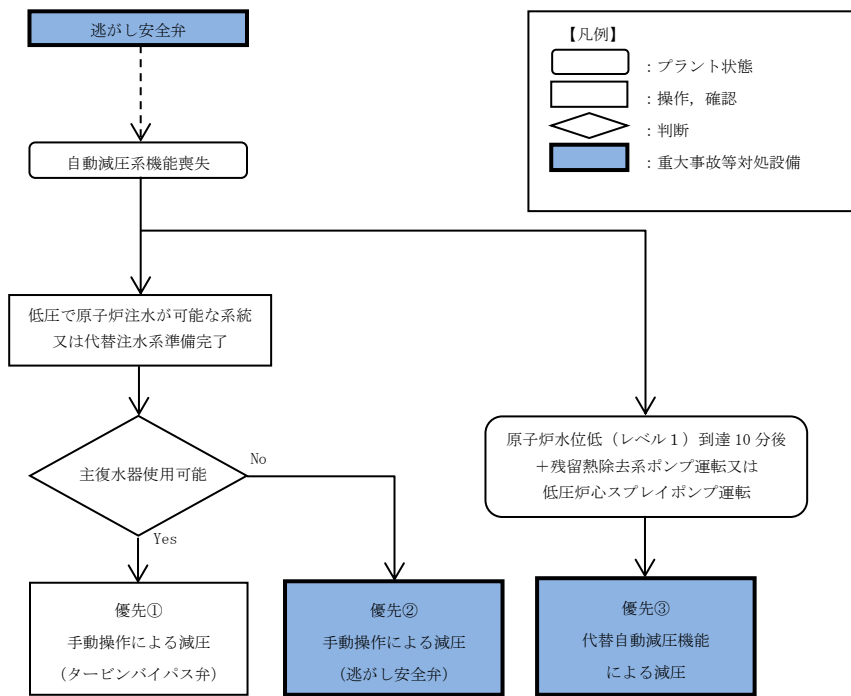 逃がし安全弁
【凡例】
：プラント状態
：操作，確認
：判断
：重大事故等対処設備
自動減圧系機能喪失
低圧で原子炉注水が可能な系統
又は代替注水系準備完了
主復水器使用可能
No
Yes
原子炉水位低（レベル１）到達 10 分後
＋残留熱除去系ポンプ運転又は
低圧炉心スプレイポンプ運転
優先①
手動操作による減圧
（タービンバイパス弁）
優先②
手動操作による減圧
（逃がし安全弁）
優先③
代替自動減圧機能
による減圧